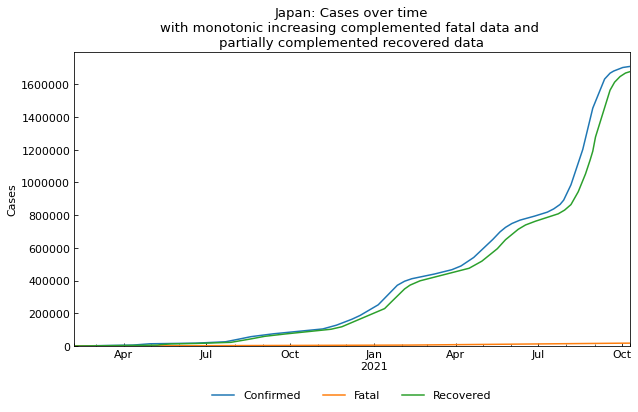 Japan: Cases over time
with monotonic increasing complemented fatal data and
partially complemented recovered data
Cases
1600000
1400000
1200000
1000000
800000
600000
400000
200000
0
Apr Jul Oct Jan Apr Jul Oct
2021
Confirmed Fatal Recovered